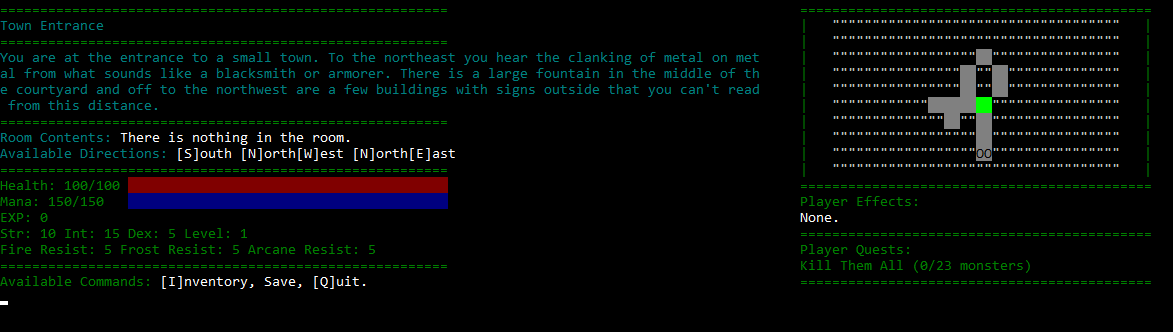 Town Entrance
You are at the entrance to a small town. To the northeast you hear the clanking of metal on met
al from what sounds like a blacksmith or armorer. There is a large fountain in the middle of th
e courtyard and off to the northwest are a few buildings with signs outside that you can't read
from this distance.
Room Contents: There is nothing in the room.
Available Directions: [S]outh [N]orth[W]est [N]orth[E]ast
Health: 100/100
Mana: 150/150
EXP: 0
Str: 10 Int: 15 Dex: 5 Level: 1
Fire Resist: 5 Frost Resist: 5 Arcane Resist: 5
Available Commands: [I]nventory, Save, [Q]uit.
OO
Player Effects:
None.
Player Quests:
Kill Them All (0/23 monsters)